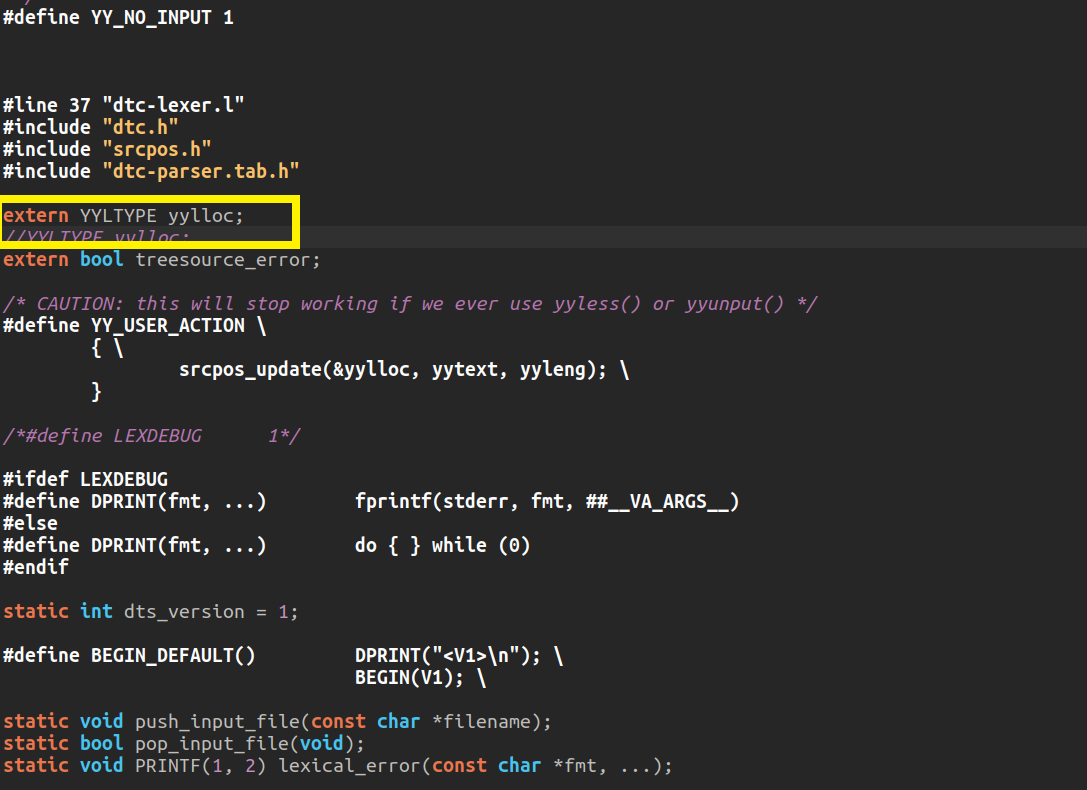 #define YY_NO_INPUT 1
#line 37 "dtc-lexer.l"
#include "dtc.h"
#include "srcpos.h"
#include "dtc-parser.tab.h"
extern YYLTYPE yylloc;
//YYLTYPE yylloc;
extern bool treesource_error;
/* CAUTION: this will stop working if we ever use yyless() or yyunput() */
#define YY_USER_ACTION \
{ \
srcpos_update(&yylloc, yytext, yyleng); \
}
/*#define LEXDEBUG 1*/
#ifdef LEXDEBUG
#define DPRINT(fmt, ...) fprintf(stderr, fmt, ##__VA_ARGS__)
#else
#define DPRINT(fmt, ...) do { } while (0)
#endif
static int dts_version = 1;
#define BEGIN_DEFAULT() DPRINT("<V1>\n"); \
BEGIN(V1); \
static void push_input_file(const char *filename);
static bool pop_input_file(void);
static void PRINTF(1, 2) lexical_error(const char *fmt, ...);